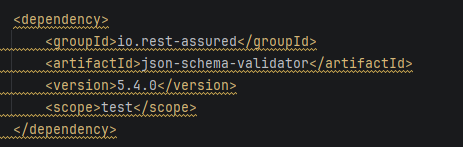 <dependency>
    <groupId>io.rest-assured</groupId>
    <artifactId>json-schema-validator</artifactId>
    <version>5.4.0</version>
    <scope>test</scope>
</dependency>